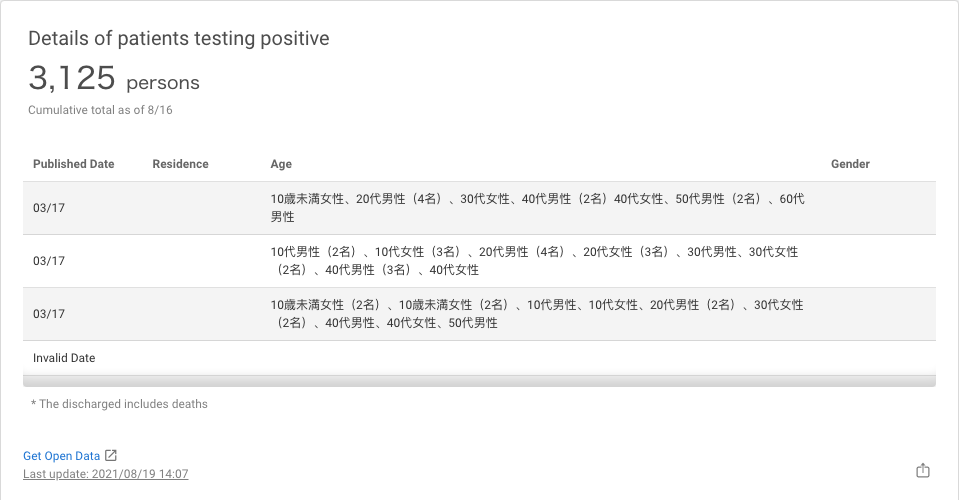 Details of patients testing positive
3,125 persons
Cumulative total as of 8/16
Published Date Residence Age Gender
03/17 10歳未満女性、20代男性（4名）、30代女性、40代男性（2名）40代女性、50代男性（2名）、60代
男性
03/17 10代男性（2名）、10代女性（3名）、20代男性（4名）、20代女性（3名）、30代男性、30代女性
（2名）、40代男性（3名）、40代女性
03/17 10歳未満女性（2名）、10歳未満女性（2名）、10代男性、10代女性、20代男性（2名）、30代女性
（2名）、40代男性、40代女性、50代男性
Invalid Date
* The discharged includes deaths
Get Open Data
Last update: 2021/08/19 14:07